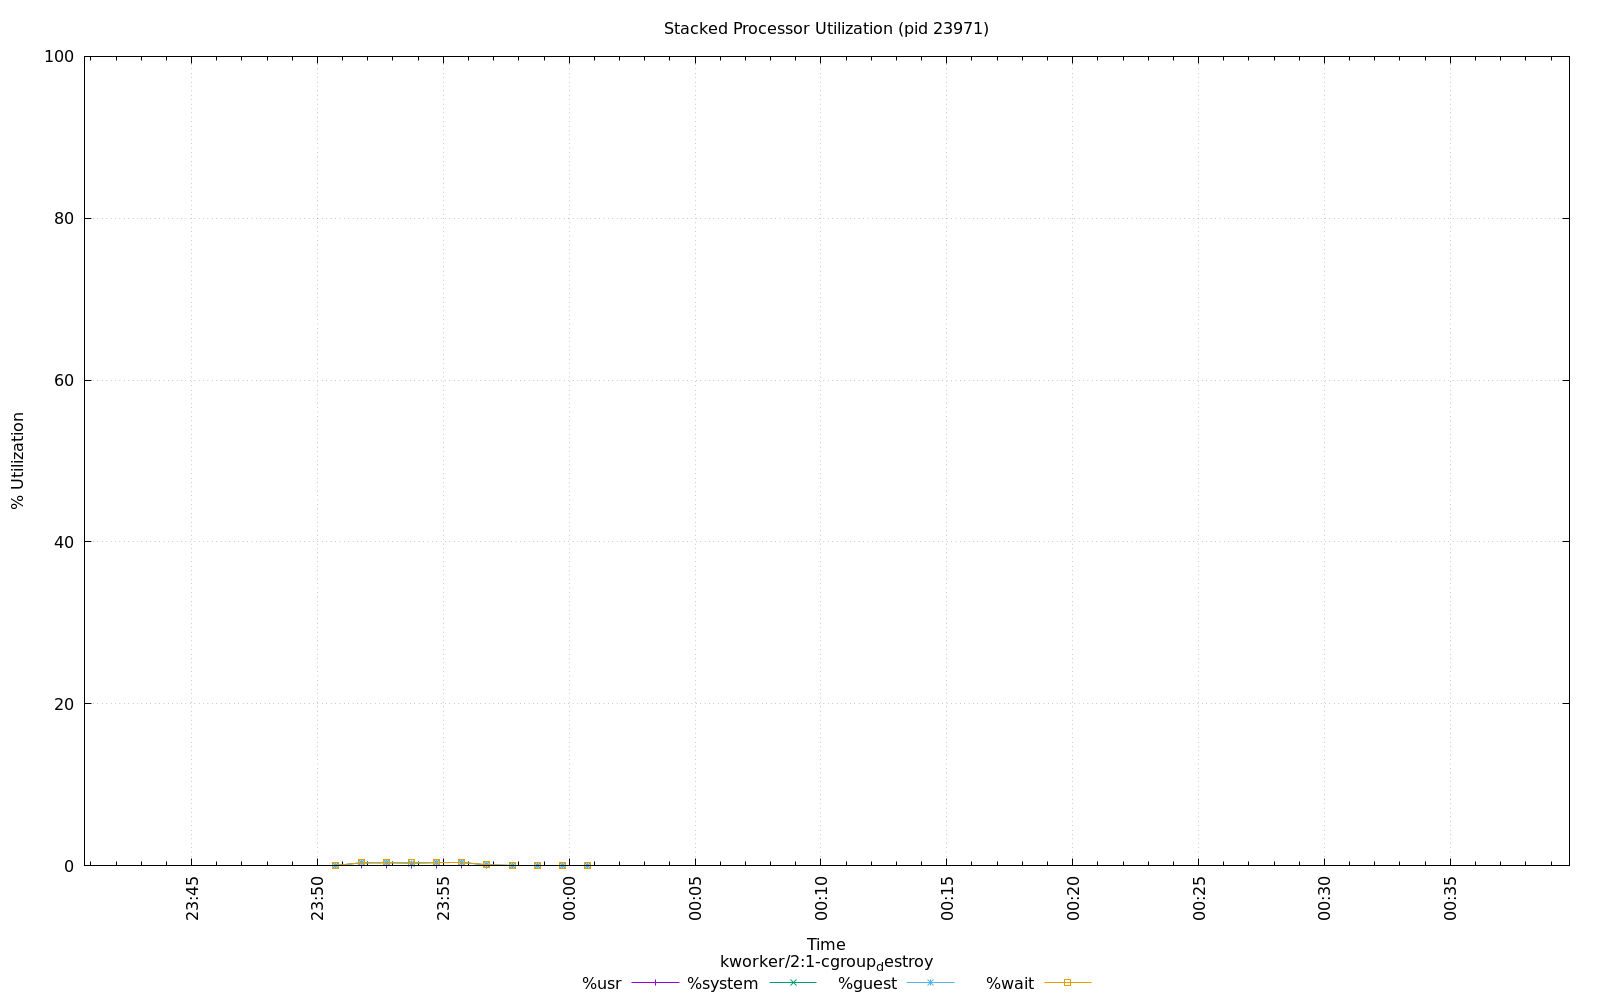 Stacked Processor Utilization (pid 23971)
100
80
60
40
20
0
% Utilization
23:45 23:50 23:55 00:00 00:05 00:10 00:15 00:20 00:25 00:30 00:35
Time
kworker/2:1-cgroupdestroy
%usr %system %guest %wait